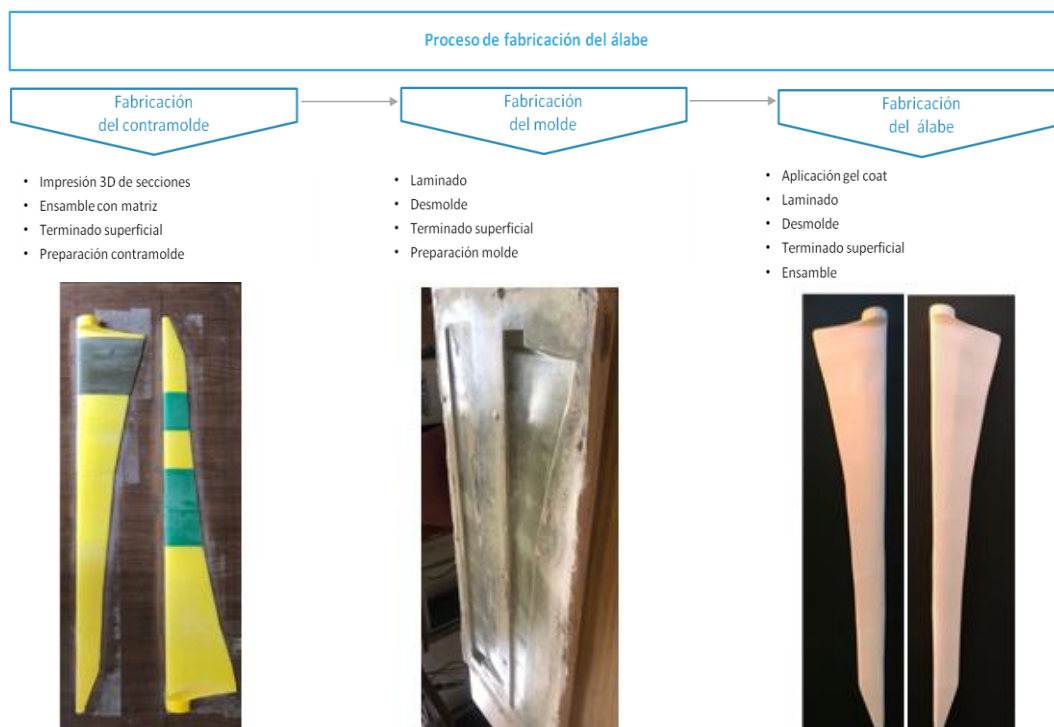 Proceso de fabricación del álabe
Fabricación
del contramolde
Fabricación
del molde
Fabricación
del álabe
• Impresión 3D de secciones
• Ensamble con matriz
• Terminado superficial
• Preparación contramolde
• Laminado
• Desmolde
• Terminado superficial
• Preparación molde
• Aplicación gel coat
• Laminado
• Desmolde
• Terminado superficial
• Ensamble